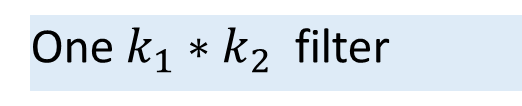 One k₁ * k₂ filter